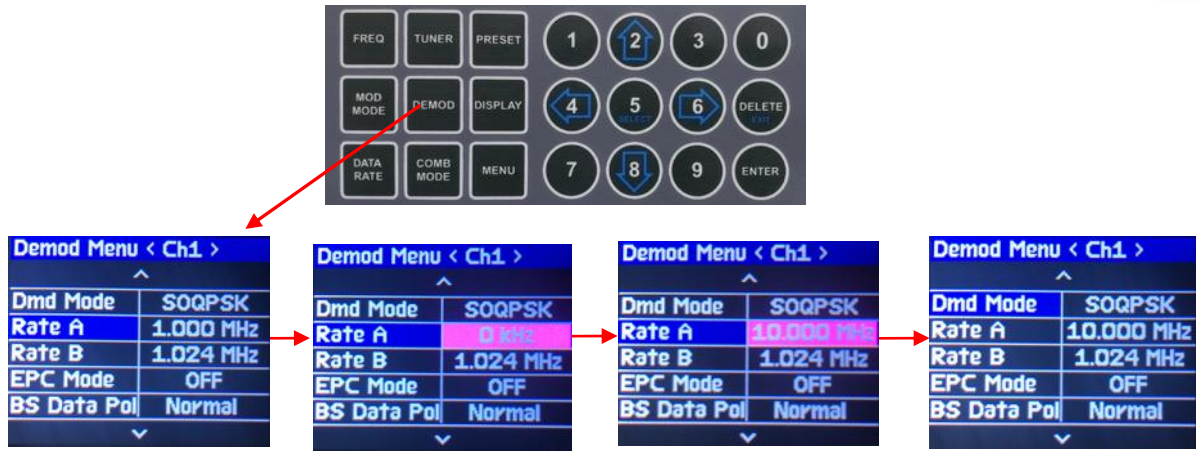 FREQ TUNER PRESET 1 2 3 0
MOD MODE DEMOD DISPLAY 4 5 SELECT 6 DELETE EXIT
DATA RATE COMB MODE MENU 7 8 9 ENTER
Demod Menu < Ch1 >
Dmd Mode SOQPSK
Rate A 1.000 MHz
Rate B 1.024 MHz
EPC Mode OFF
BS Data Pol Normal
Demod Menu < Ch1 >
Dmd Mode SOQPSK
Rate A 0 kHz
Rate B 1.024 MHz
EPC Mode OFF
BS Data Pol Normal
Demod Menu < Ch1 >
Dmd Mode SOQPSK
Rate A 10.000 MHz
Rate B 1.024 MHz
EPC Mode OFF
BS Data Pol Normal
Demod Menu < Ch1 >
Dmd Mode SOQPSK
Rate A 10.000 MHz
Rate B 1.024 MHz
EPC Mode OFF
BS Data Pol Normal